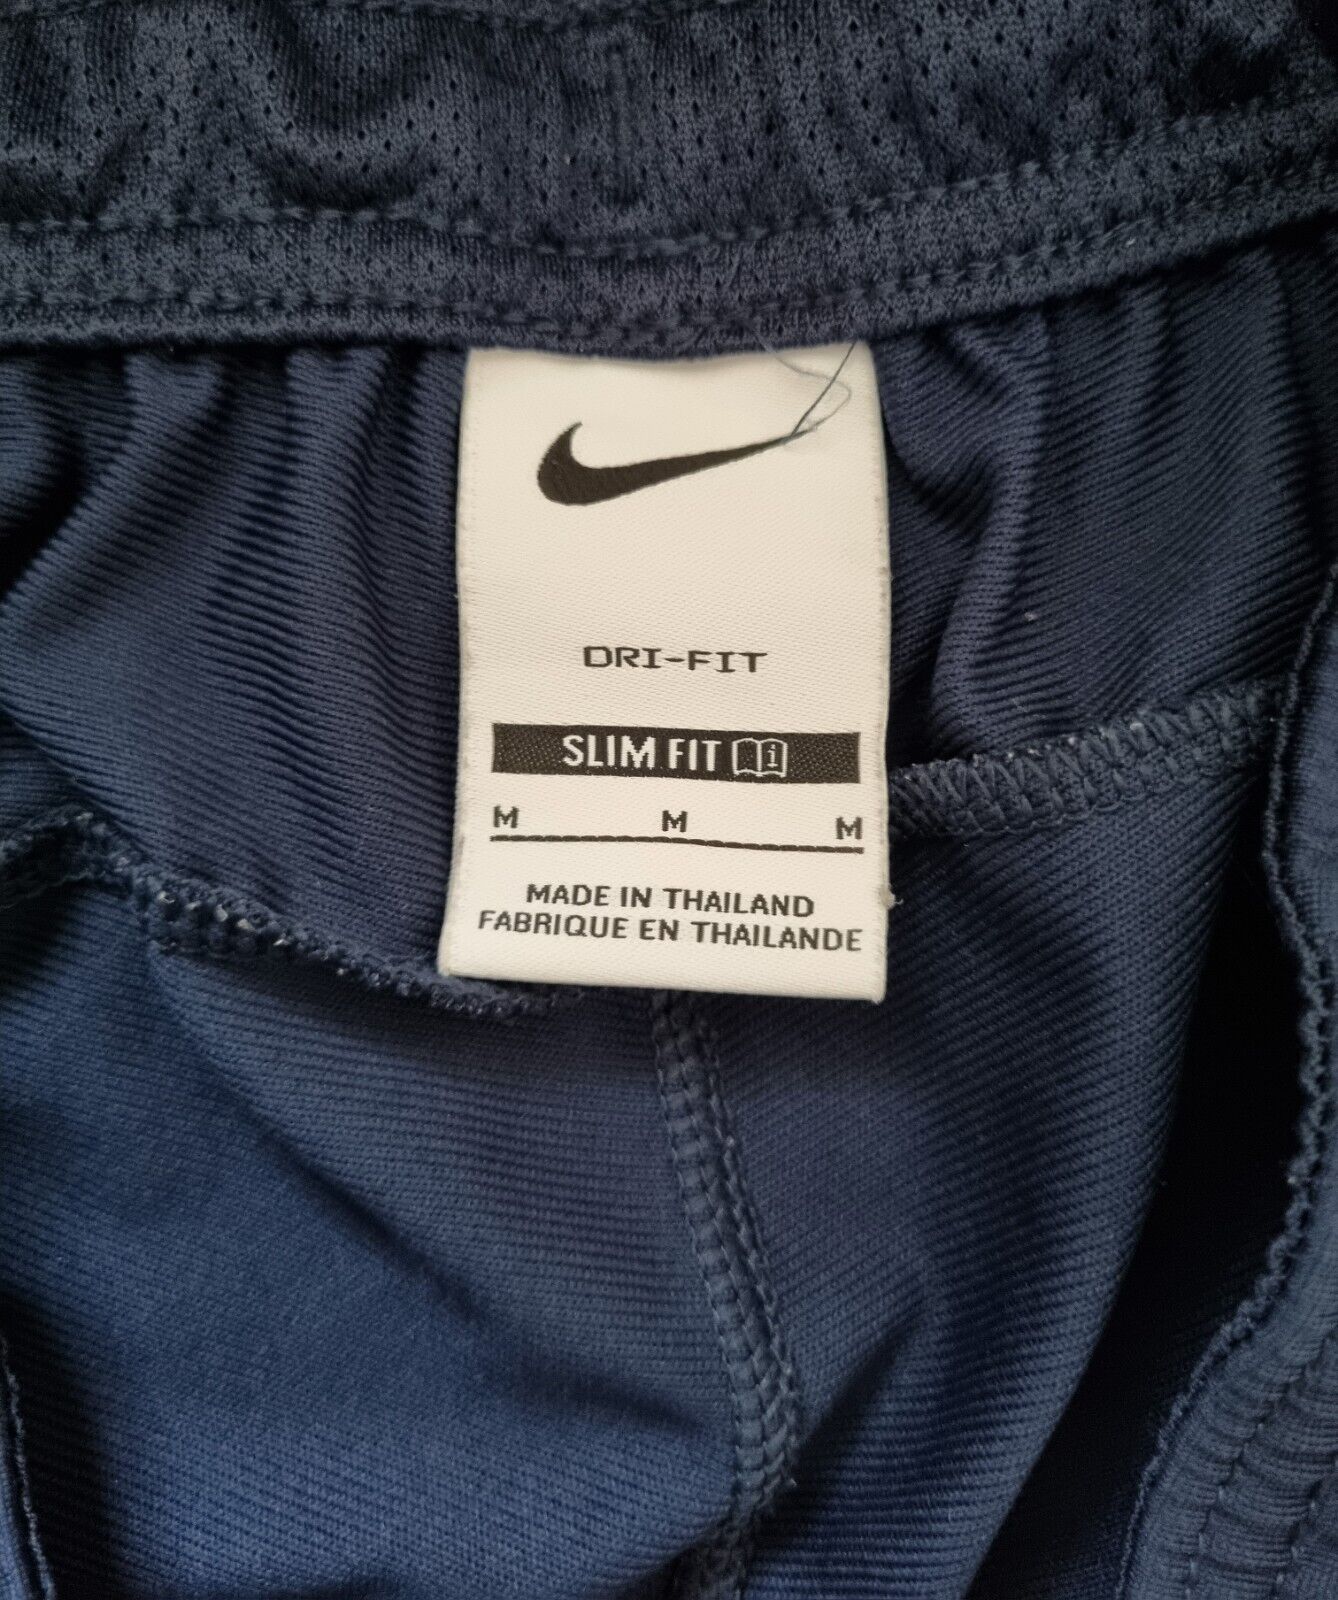 DRI-FIT
SLIM FIT i
M M M
MADE IN THAILAND
FABRIQUE EN THAILANDE